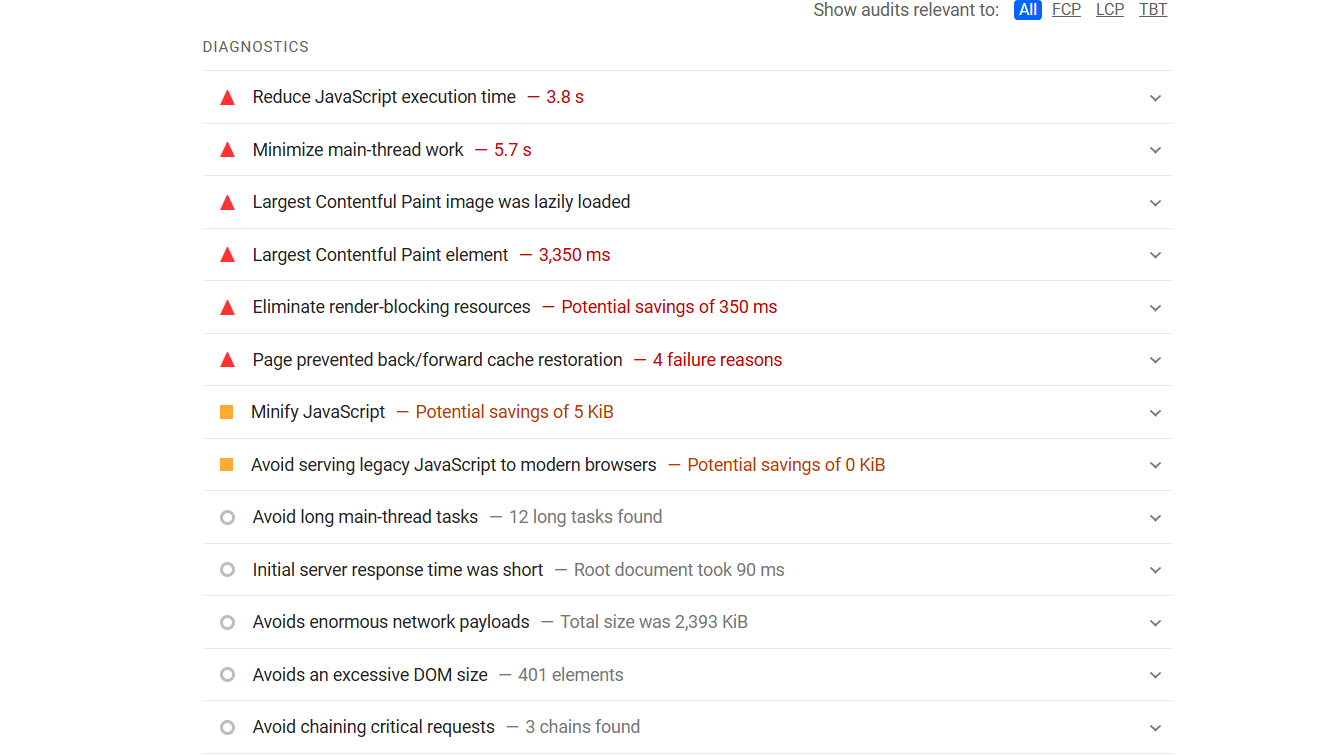 Show audits relevant to: All FCP LCP TBT
DIAGNOSTICS
Reduce JavaScript execution time — 3.8 s
Minimize main-thread work — 5.7 s
Largest Contentful Paint image was lazily loaded
Largest Contentful Paint element — 3,350 ms
Eliminate render-blocking resources — Potential savings of 350 ms
Page prevented back/forward cache restoration — 4 failure reasons
Minify JavaScript — Potential savings of 5 KiB
Avoid serving legacy JavaScript to modern browsers — Potential savings of 0 KiB
Avoid long main-thread tasks — 12 long tasks found
Initial server response time was short — Root document took 90 ms
Avoids enormous network payloads — Total size was 2,393 KiB
Avoids an excessive DOM size — 401 elements
Avoid chaining critical requests — 3 chains found